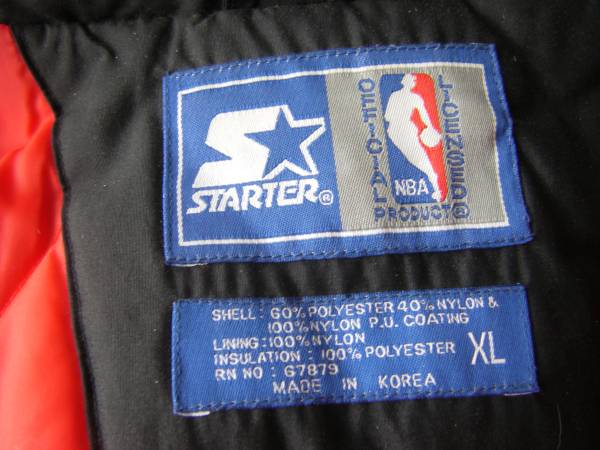 STARTER®
OFFICIAL
LICENSED
NBA
PRODUCT®
SHELL: 60% POLYESTER 40% NYLON &
100% NYLON P.U. COATING
LINING: 100% NYLON
INSULATION: 100% POLYESTER
RN NO : 67879
MADE IN KOREA
XL